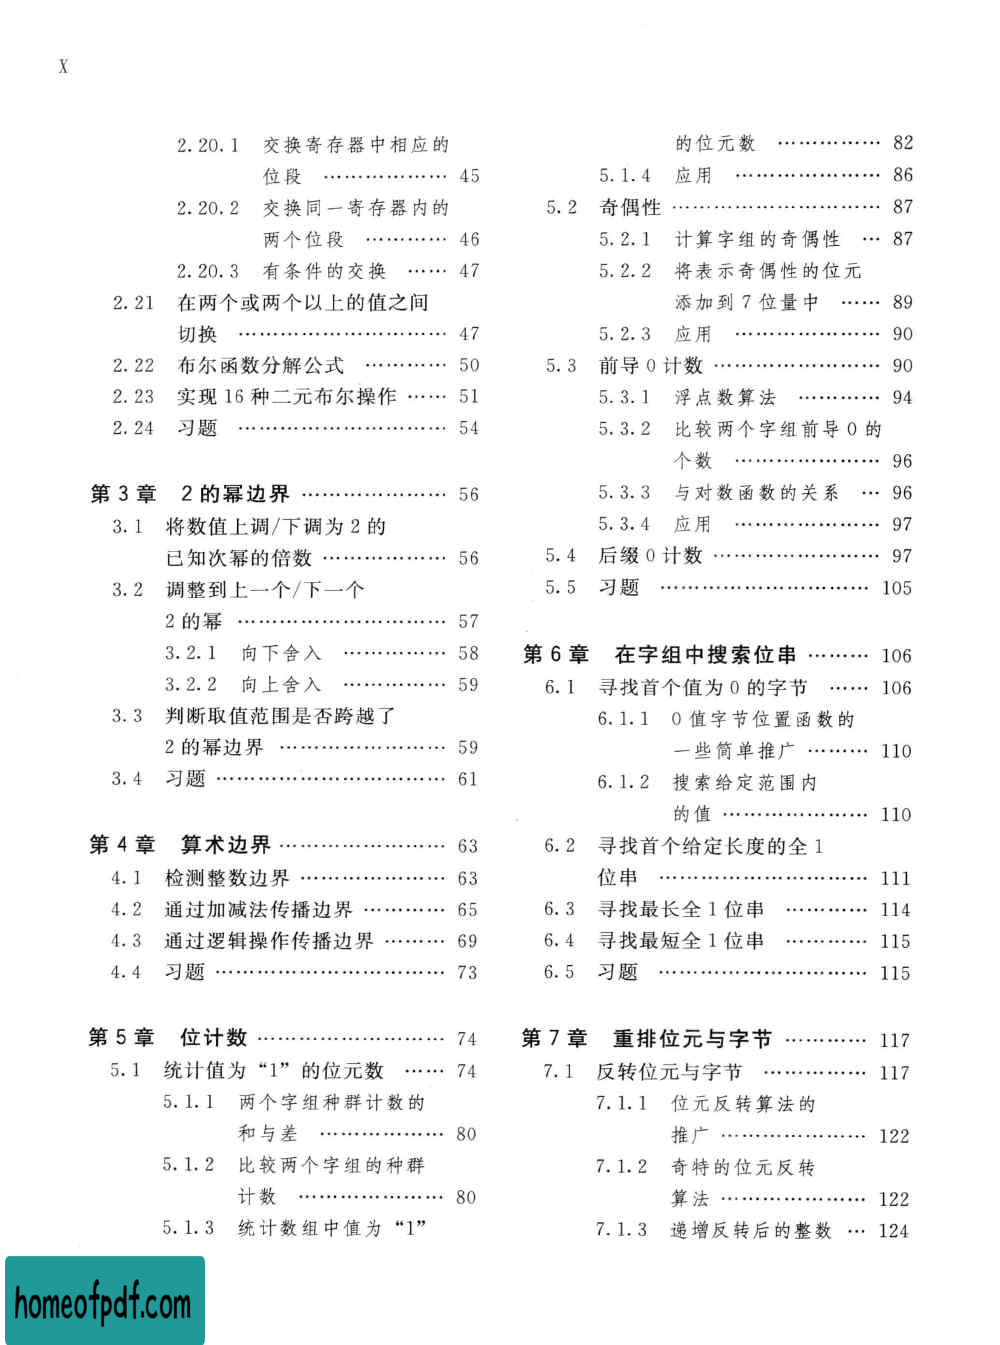 X
2.20.1 交换寄存器中相应的
位段 ……………… 45
2.20.2 交换同一寄存器内的
两个位段 ………… 46
2.20.3 有条件的交换 …… 47
2.21 在两个或两个以上的值之间
切换 ………………………… 47
2.22 布尔函数分解公式 ………… 50
2.23 实现 16 种二元布尔操作 …… 51
2.24 习题 ………………………… 54
第 3 章 2 的幂边界 ………………… 56
3.1 将数值上调/下调为 2 的
已知次幂的倍数 ……………… 56
3.2 调整到上一个/下一个
2 的幂 ………………………… 57
3.2.1 向下舍入 …………… 58
3.2.2 向上舍入 …………… 59
3.3 判断取值范围是否跨越了
2 的幂边界 …………………… 59
3.4 习题 …………………………… 61
第 4 章 算术边界 …………………… 63
4.1 检测整数边界 ………………… 63
4.2 通过加减法传播边界 ………… 65
4.3 通过逻辑操作传播边界 ……… 69
4.4 习题 …………………………… 73
第 5 章 位计数 ……………………… 74
5.1 统计值为“1”的位元数 …… 74
5.1.1 两个字组种群计数的
和与差 ……………… 80
5.1.2 比较两个字组的种群
计数 ………………… 80
5.1.3 统计数组中值为“1”
的位元数 …………… 82
5.1.4 应用 ………………… 86
5.2 奇偶性 ………………………… 87
5.2.1 计算字组的奇偶性 … 87
5.2.2 将表示奇偶性的位元
添加到 7 位量中 …… 89
5.2.3 应用 ………………… 90
5.3 前导 0 计数 …………………… 90
5.3.1 浮点数算法 ………… 94
5.3.2 比较两个字组前导 0 的
个数 ………………… 96
5.3.3 与对数函数的关系 … 96
5.3.4 应用 ………………… 97
5.4 后缀 0 计数 …………………… 97
5.5 习题 ………………………… 105
第 6 章 在字组中搜索位串 ……… 106
6.1 寻找首个值为 0 的字节 …… 106
6.1.1 0 值字节位置函数的
一些简单推广 ……… 110
6.1.2 搜索给定范围内
的值 ………………… 110
6.2 寻找首个给定长度的全 1
位串 ………………………… 111
6.3 寻找最长全 1 位串 ………… 114
6.4 寻找最短全 1 位串 ………… 115
6.5 习题 ………………………… 115
第 7 章 重排位元与字节 ………… 117
7.1 反转位元与字节 …………… 117
7.1.1 位元反转算法的
推广 ………………… 122
7.1.2 奇特的位元反转
算法 ………………… 122
7.1.3 递增反转后的整数 … 124
homeofpdf.com